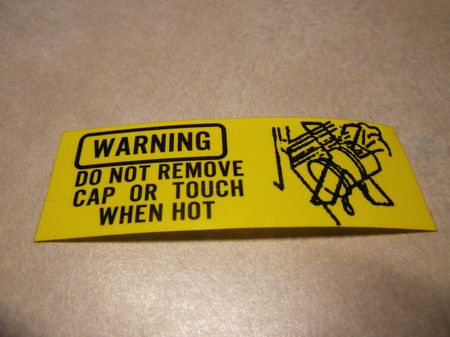 WARNING
DO NOT REMOVE
CAP OR TOUCH
WHEN HOT